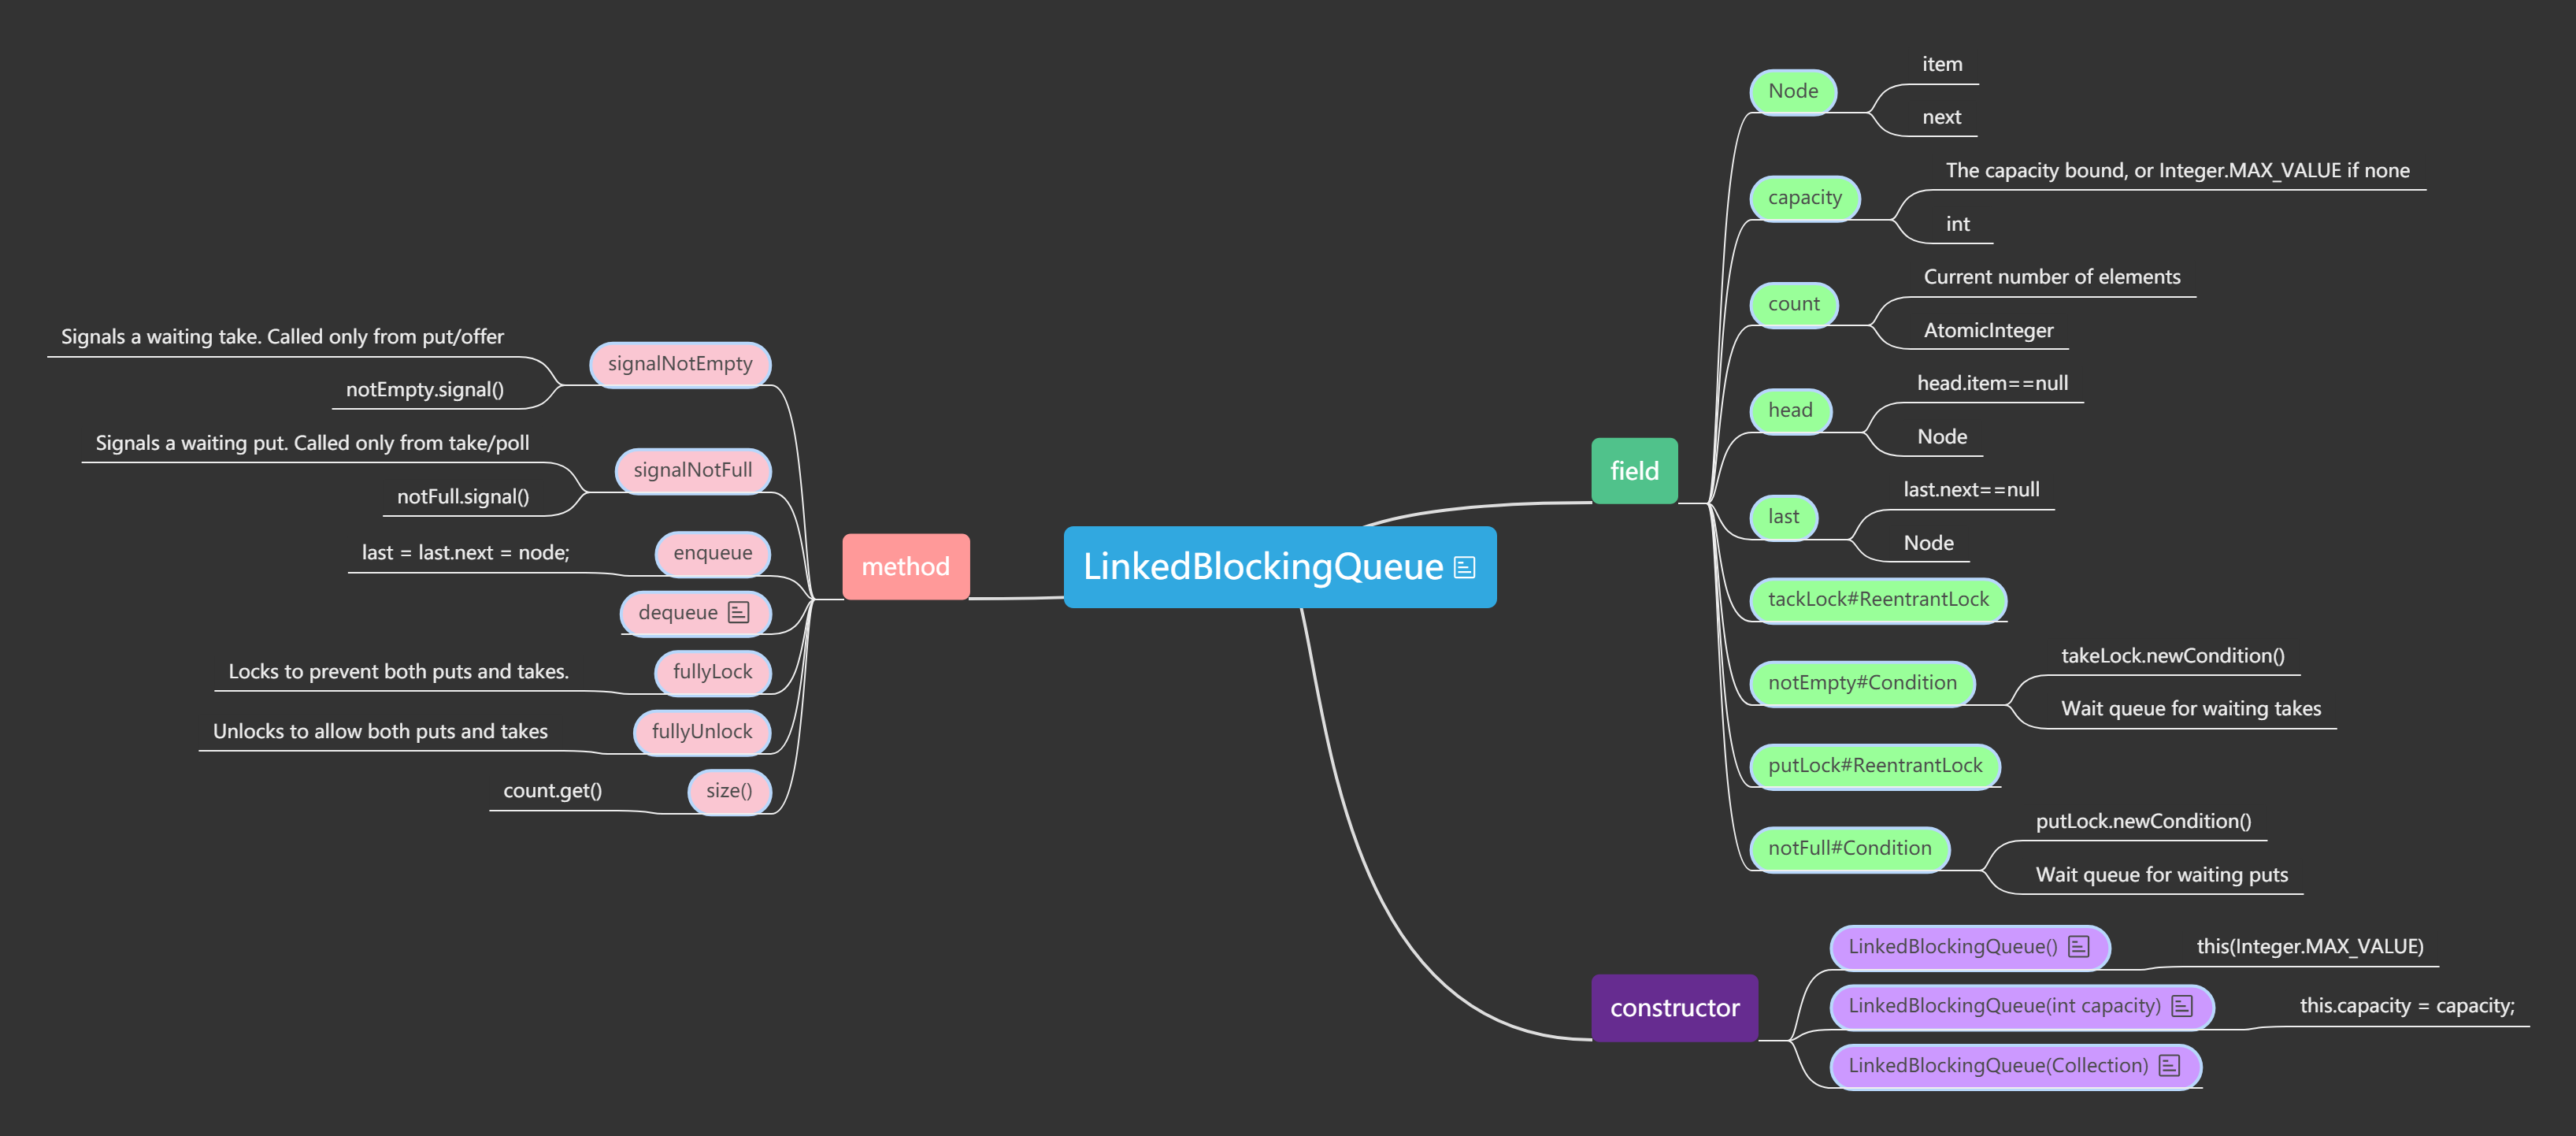 LinkedBlockingQueue
field
Node
item
next
capacity
The capacity bound, or Integer.MAX_VALUE if none
int
count
Current number of elements
AtomicInteger
head
head.item==null
Node
last
last.next==null
Node
tackLock#ReentrantLock
notEmpty#Condition
takeLock.newCondition()
Wait queue for waiting takes
putLock#ReentrantLock
notFull#Condition
putLock.newCondition()
Wait queue for waiting puts
constructor
LinkedBlockingQueue()
this(Integer.MAX_VALUE)
LinkedBlockingQueue(int capacity)
this.capacity = capacity;
LinkedBlockingQueue(Collection)
method
signalNotEmpty
Signals a waiting take. Called only from put/offer
notEmpty.signal()
signalNotFull
Signals a waiting put. Called only from take/poll
notFull.signal()
enqueue
last = last.next = node;
dequeue
fullyLock
Locks to prevent both puts and takes.
fullyUnlock
Unlocks to allow both puts and takes
size()
count.get()